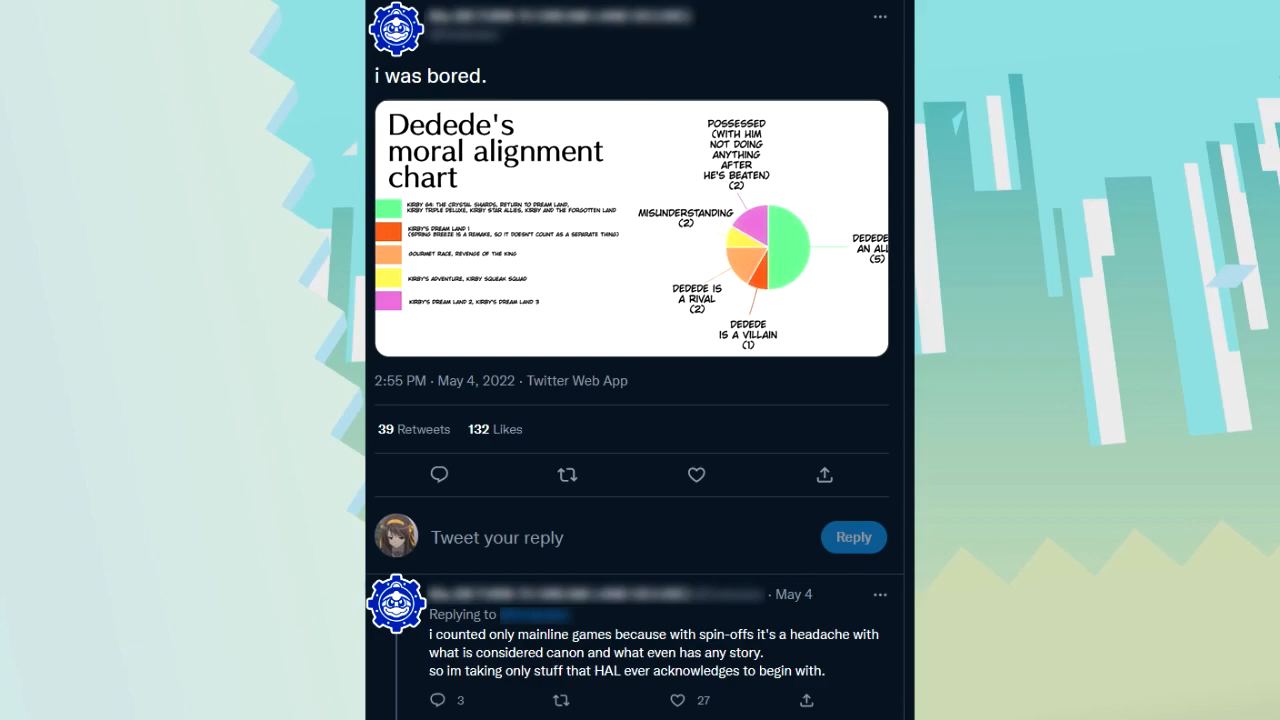 i was bored.
Dedede's
moral alignment
chart
KIRBY 64: THE CRYSTAL SHARDS, RETURN TO DREAM LAND,
KIRBY TRIPLE DELUXE, KIRBY STAR ALLIES, KIRBY AND THE FORGOTTEN LAND
KIRBY'S DREAM LAND 1
(SPRING BREEZE IS A REMAKE, SO IT DOESN'T COUNT AS A SEPARATE THING)
GOURMET RACE, REVENGE OF THE KING
KIRBY'S ADVENTURE, KIRBY SQUEAK SQUAD
KIRBY'S DREAM LAND 2, KIRBY'S DREAM LAND 3
POSSESSED
(WITH HIM
NOT DOING
ANYTHING
AFTER
HE'S BEATEN)
(2)
MISUNDERSTANDING
(2)
DEDEDE
AN AL
(5)
DEDEDE IS
A RIVAL
(2)
DEDEDE
IS A VILLAIN
(1)
2:55 PM · May 4, 2022 · Twitter Web App
39 Retweets 132 Likes
Tweet your reply
Reply
· May 4
Replying to
i counted only mainline games because with spin-offs it's a headache with
what is considered canon and what even has any story.
so im taking only stuff that HAL ever acknowledges to begin with.
3
27